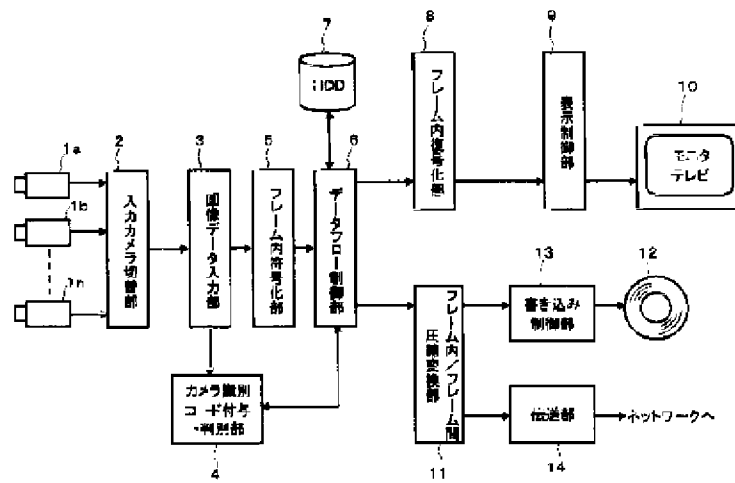 7
8
9
HDD
10
1a
2
3
5
6
モニタ
テレビ
1b
1n
入力カメラ切替部
画像データ入力部
フレーム内符号化部
データフロー制御部
フレーム内復号化部
表示制御部
13
12
カメラ識別
コード付与
・判別部
4
フレーム内/フレーム間
圧縮変換部
11
書き込み
制御部
伝送部
14
ネットワークへ